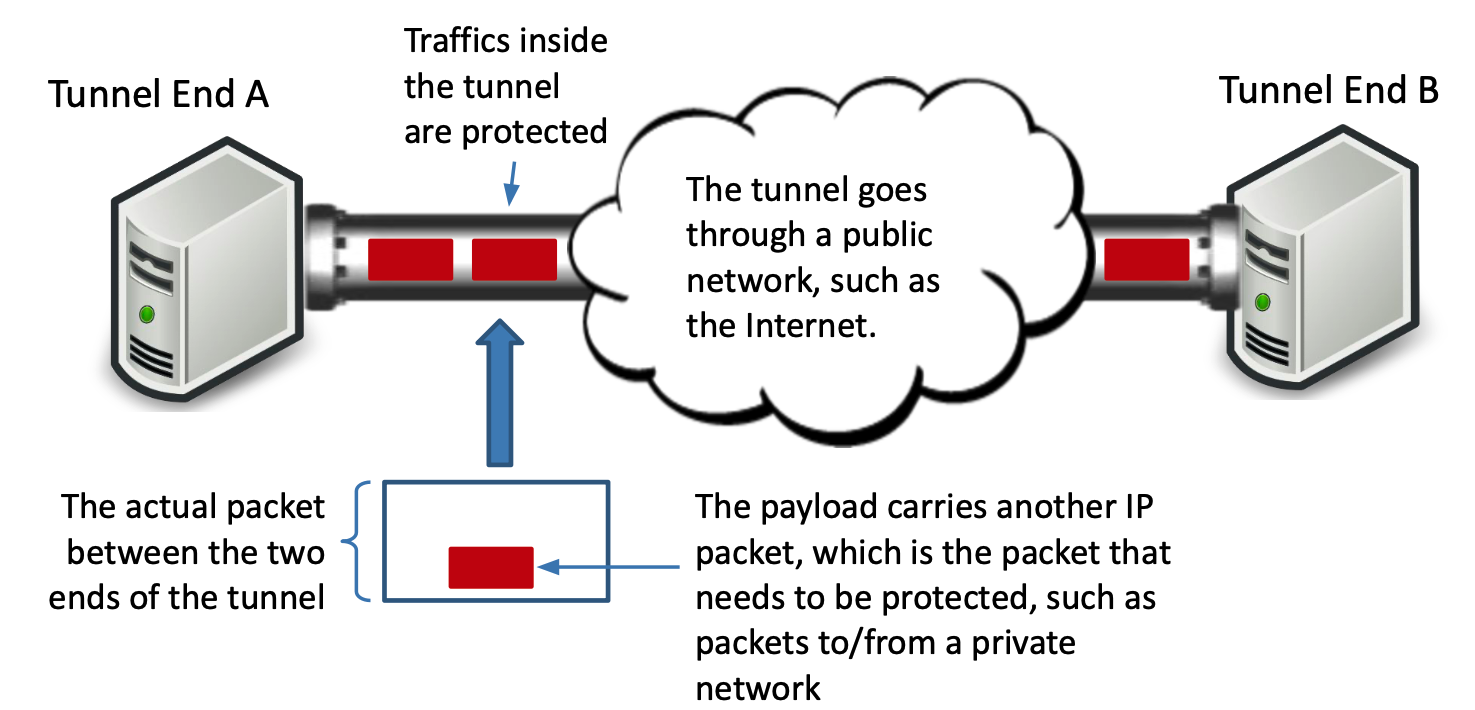 Traffics inside
the tunnel
are protected
Tunnel End A
Tunnel End B
The tunnel goes
through a public
network, such as
the Internet.
The actual packet
between the two
ends of the tunnel
The payload carries another IP
packet, which is the packet that
needs to be protected, such as
packets to/from a private
network